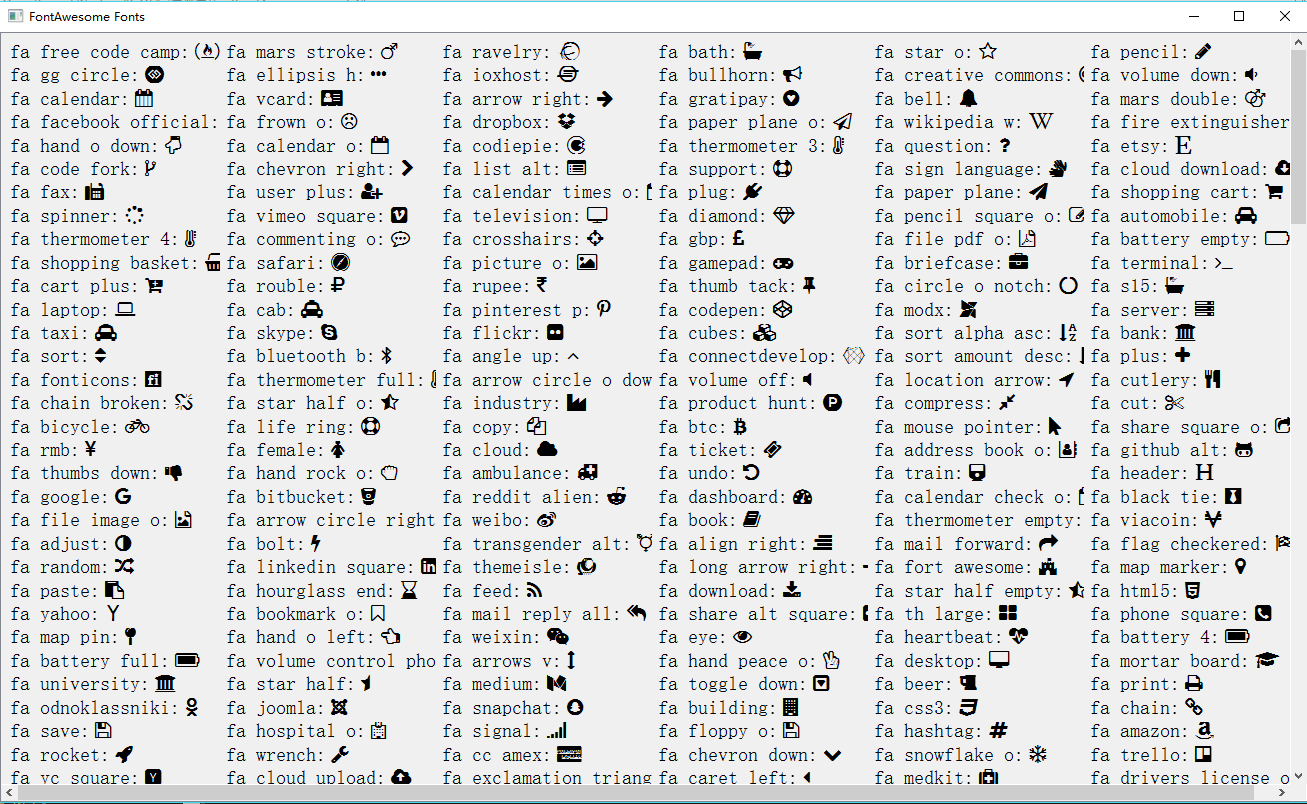 FontAwesome Fonts
fa free code camp: fa mars stroke: fa ravelry: fa bath: fa star o: fa pencil:
fa gg circle: fa ellipsis h: fa ioxhost: fa bullhorn: fa creative commons: fa volume down:
fa calendar: fa vcard: fa arrow right: fa gratipay: fa bell: fa mars double:
fa facebook official: fa frown o: fa dropbox: fa paper plane o: fa wikipedia w: fa fire extinguisher
fa hand o down: fa calendar o: fa codiepie: fa thermometer 3: fa question: fa etsy:
fa code fork: fa chevron right: fa list alt: fa support: fa sign language: fa cloud download:
fa fax: fa user plus: fa calendar times o: fa plug: fa paper plane: fa shopping cart:
fa spinner: fa vimeo square: fa television: fa diamond: fa pencil square o: fa automobile:
fa thermometer 4: fa commenting o: fa crosshairs: fa gbp: fa file pdf o: fa battery empty:
fa shopping basket: fa safari: fa picture o: fa gamepad: fa briefcase: fa terminal:
fa cart plus: fa rouble: fa rupee: fa thumb tack: fa circle o notch: fa s15:
fa laptop: fa cab: fa pinterest p: fa codepen: fa modx: fa server:
fa taxi: fa skype: fa flickr: fa cubes: fa sort alpha asc: fa bank:
fa sort: fa bluetooth b: fa angle up: fa connectdevelop: fa sort amount desc: fa plus:
fa fonticons: fa thermometer full: fa arrow circle o dow fa volume off: fa location arrow: fa cutlery:
fa chain broken: fa star half o: fa industry: fa product hunt: fa compress: fa cut:
fa bicycle: fa life ring: fa copy: fa btc: fa mouse pointer: fa share square o:
fa rmb: fa female: fa cloud: fa ticket: fa address book o: fa github alt:
fa thumbs down: fa hand rock o: fa ambulance: fa undo: fa train: fa header:
fa google: fa bitbucket: fa reddit alien: fa dashboard: fa calendar check o: fa black tie:
fa file image o: fa arrow circle right fa weibo: fa book: fa thermometer empty: fa viacoin:
fa adjust: fa bolt: fa transgender alt: fa align right: fa mail forward: fa flag checkered:
fa random: fa linkedin square: fa themeisle: fa long arrow right: fa fort awesome: fa map marker:
fa paste: fa hourglass end: fa feed: fa download: fa star half empty: fa html5:
fa yahoo: fa bookmark o: fa mail reply all: fa share alt square: fa th large: fa phone square:
fa map pin: fa hand o left: fa weixin: fa eye: fa heartbeat: fa battery 4:
fa battery full: fa volume control pho fa arrows v: fa hand peace o: fa desktop: fa mortar board:
fa university: fa star half: fa medium: fa toggle down: fa beer: fa print:
fa odnoklassniki: fa joomla: fa snapchat: fa building: fa css3: fa chain:
fa save: fa hospital o: fa signal: fa floppy o: fa hashtag: fa amazon:
fa rocket: fa wrench: fa cc amex: fa chevron down: fa snowflake o: fa trello:
fa yc square: fa cloud upload: fa exclamation triang fa caret left: fa medkit: fa drivers license o